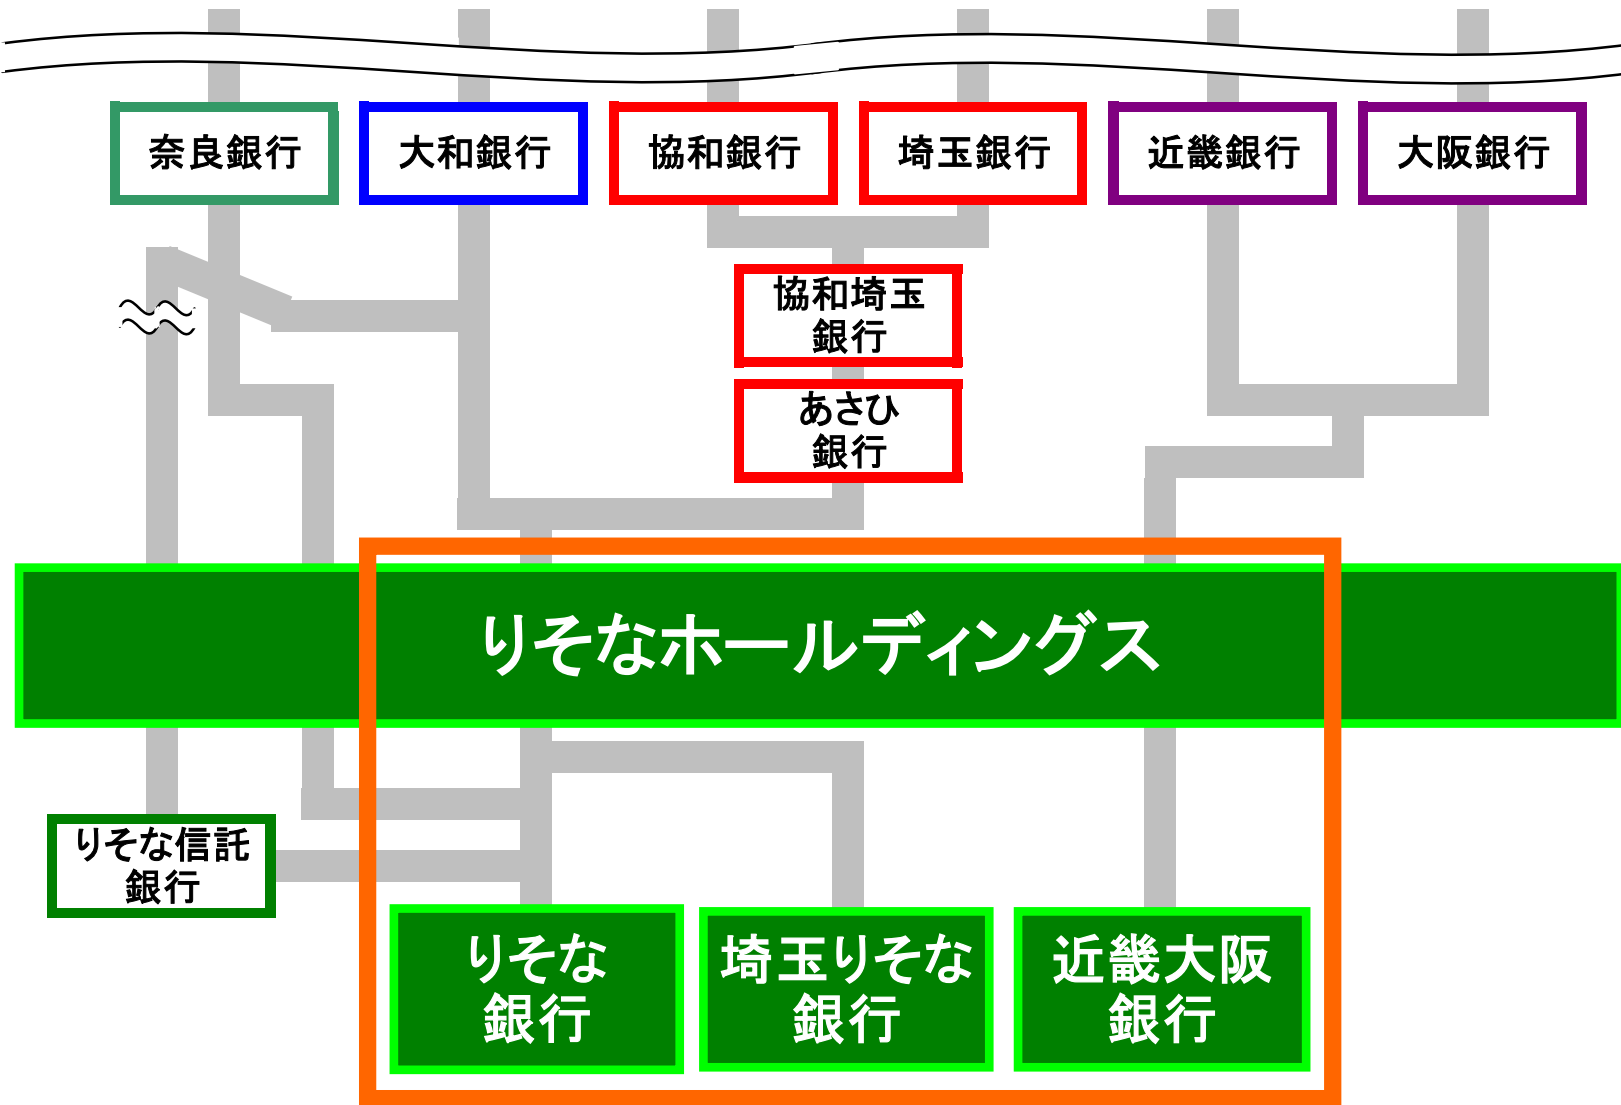 奈良銀行
大和銀行
協和銀行
埼玉銀行
近畿銀行
大阪銀行
協和埼玉
銀行
あさひ
銀行
りそなホールディングス
りそな信託
銀行
りそな
銀行
埼玉りそな
銀行
近畿大阪
銀行